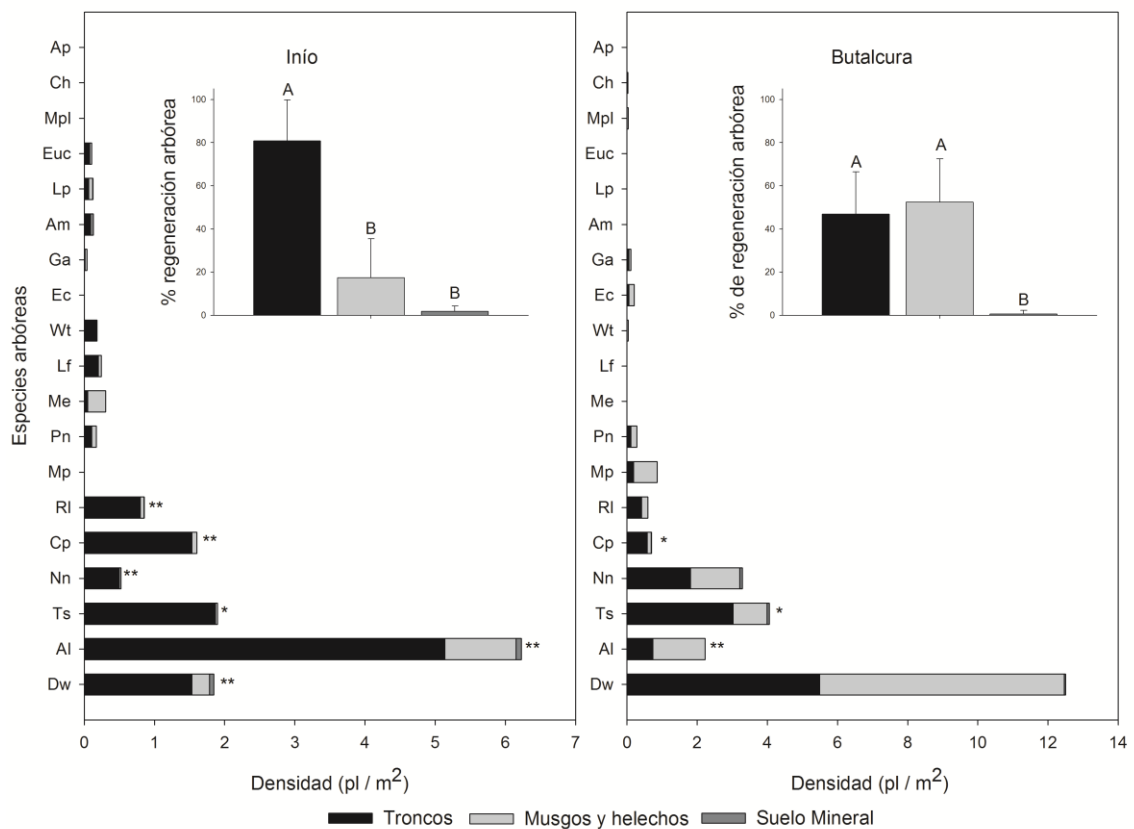 Inío
Especies arbóreas
Ap
Ch
Mpl
Euc
Lp
Am
Ga
Ec
Wt
Lf
Me
Pn
Mp
Rl **
Cp **
Nn **
Ts *
Al **
Dw **
0 1 2 3 4 5 6 7
Densidad (pl / m2)
% regeneración arbórea
100
80
60
40
20
0
A
B
B
Butalcura
Ap
Ch
Mpl
Euc
Lp
Am
Ga
Ec
Wt
Lf
Me
Pn
Mp
Rl
Cp *
Nn
Ts *
Al **
Dw
0 2 4 6 8 10 12 14
Densidad (pl / m2)
% de regeneración arbórea
100
80
60
40
20
0
A
A
B
Troncos Musgos y helechos Suelo Mineral